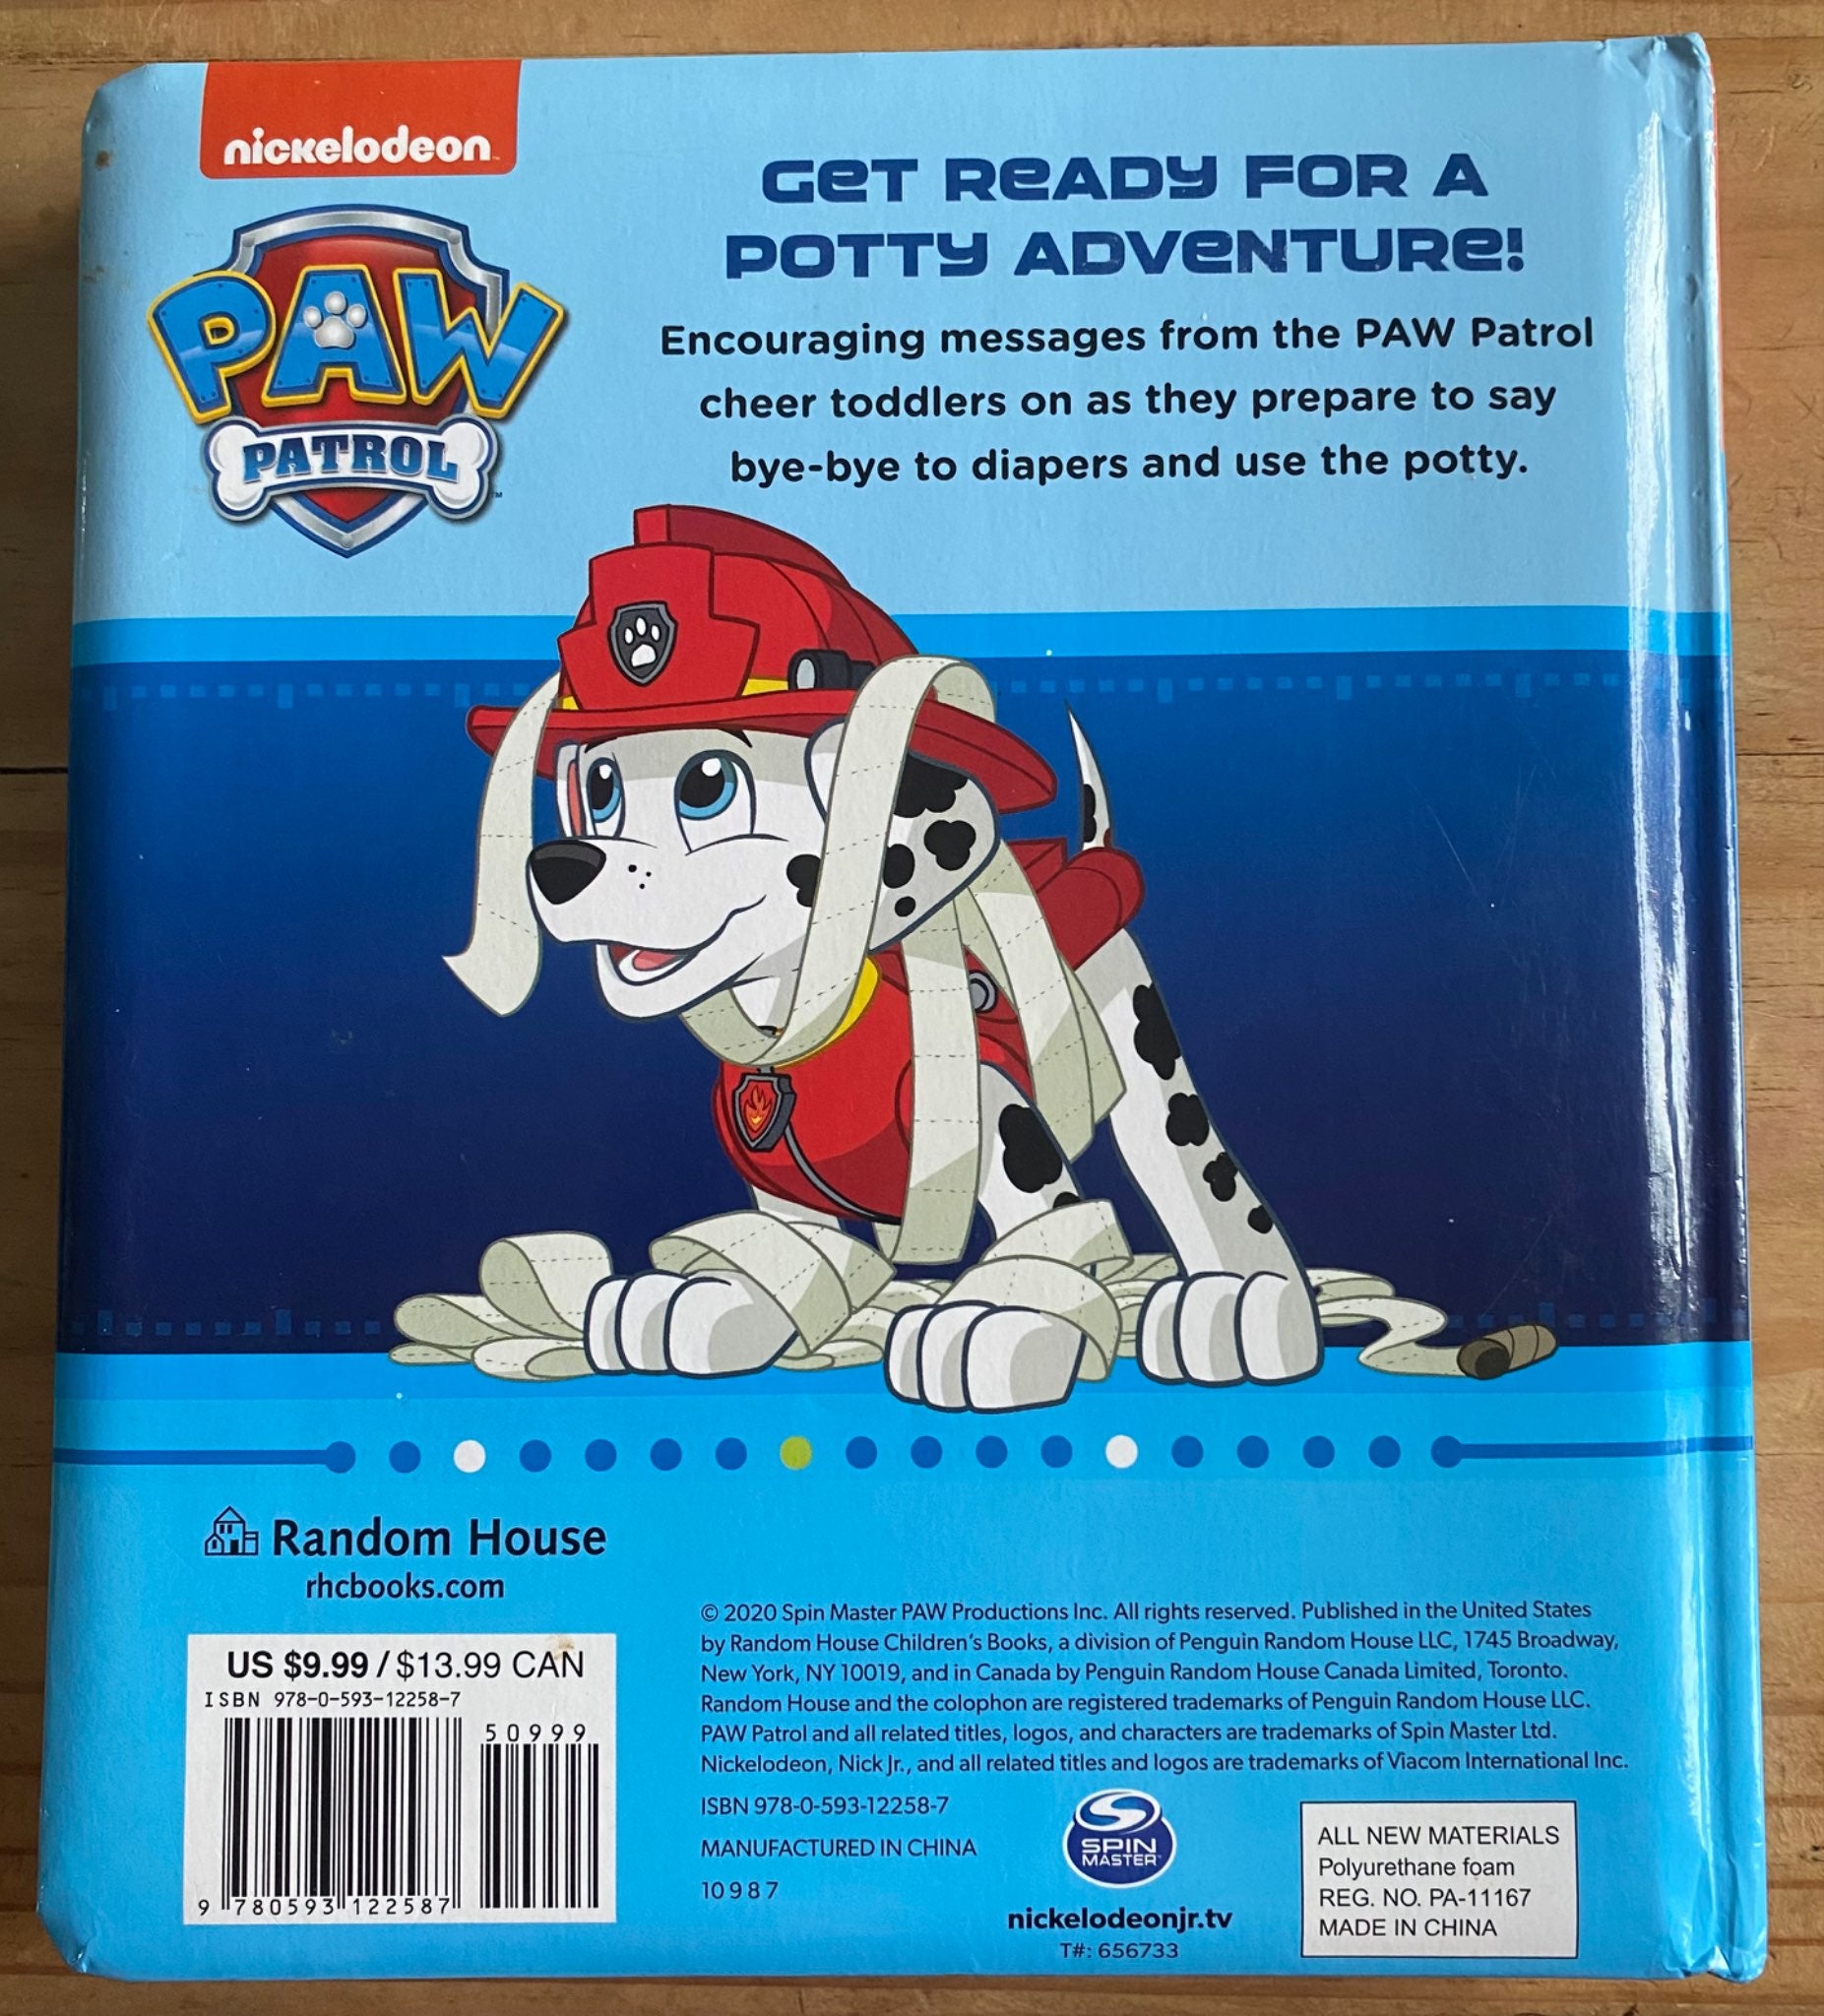 nickelodeon
PAW
PATROL
GET READY FOR A
POTTY ADVENTURE!
Encouraging messages from the PAW Patrol
cheer toddlers on as they prepare to say
bye-bye to diapers and use the potty.
Random House
rhcbooks.com
US $9.99 / $13.99 CAN
ISBN 978-0-593-12258-7
50999
9 780593 122587
© 2020 Spin Master PAW Productions Inc. All rights reserved. Published in the United States
by Random House Children's Books, a division of Penguin Random House LLC, 1745 Broadway,
New York, NY 10019, and in Canada by Penguin Random House Canada Limited, Toronto.
Random House and the colophon are registered trademarks of Penguin Random House LLC.
PAW Patrol and all related titles, logos, and characters are trademarks of Spin Master Ltd.
Nickelodeon, Nick Jr., and all related titles and logos are trademarks of Viacom International Inc.
ISBN 978-0-593-12258-7
MANUFACTURED IN CHINA
10 9 8 7
SPIN
MASTER™
nickelodeonjr.tv
T#: 656733
ALL NEW MATERIALS
Polyurethane foam
REG. NO. PA-11167
MADE IN CHINA